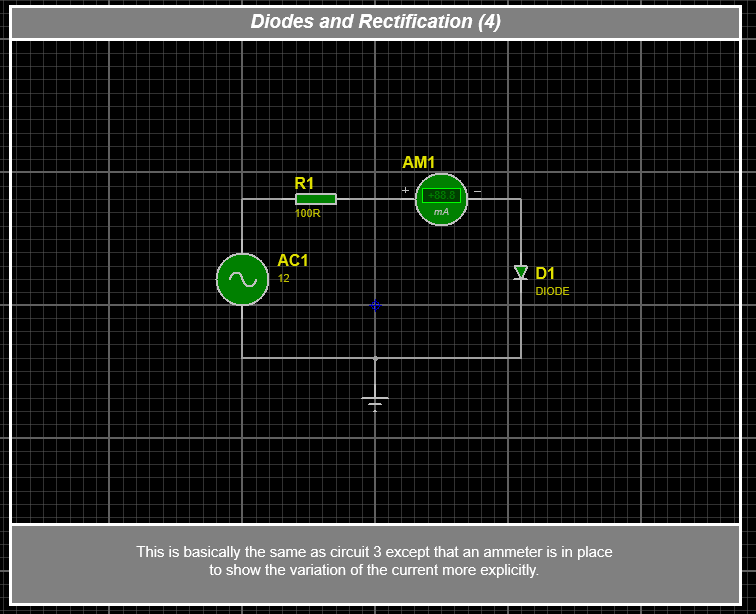 Diodes and Rectification (4)
AM1
+88.8
mA
R1
100R
AC1
12
D1
DIODE
This is basically the same as circuit 3 except that an ammeter is in place
to show the variation of the current more explicitly.